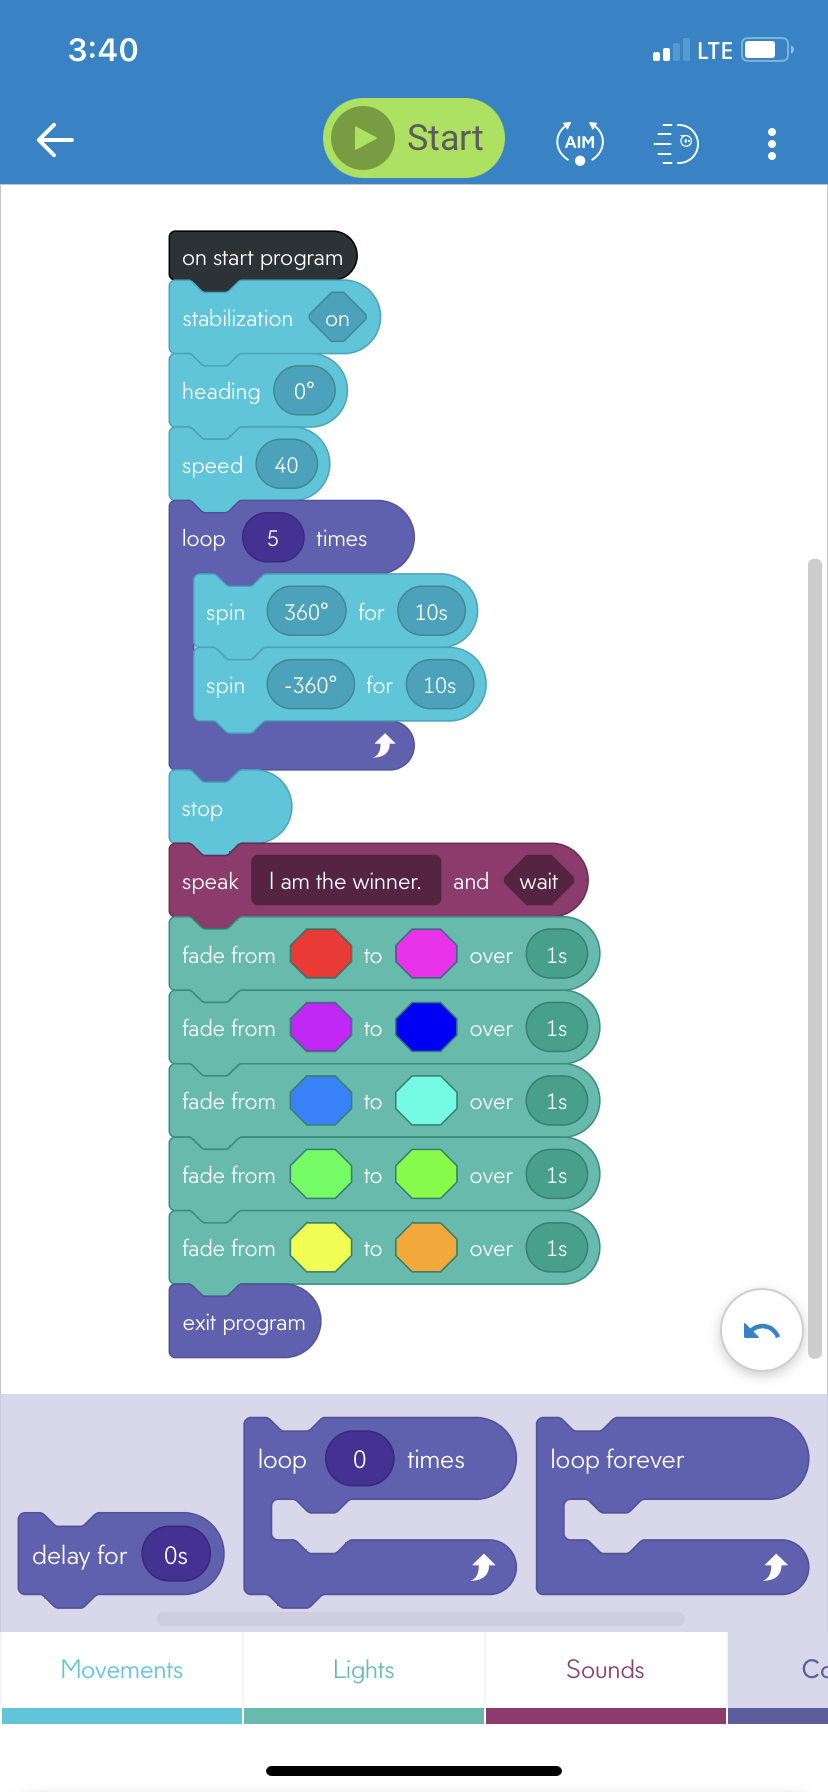 3:40
LTE
Start
AIM
on start program
stabilization on
heading 0°
speed 40
loop 5 times
spin 360° for 10s
spin -360° for 10s
stop
speak I am the winner. and wait
fade from to over 1s
fade from to over 1s
fade from to over 1s
fade from to over 1s
fade from to over 1s
exit program
loop 0 times
loop forever
delay for 0s
Movements
Lights
Sounds